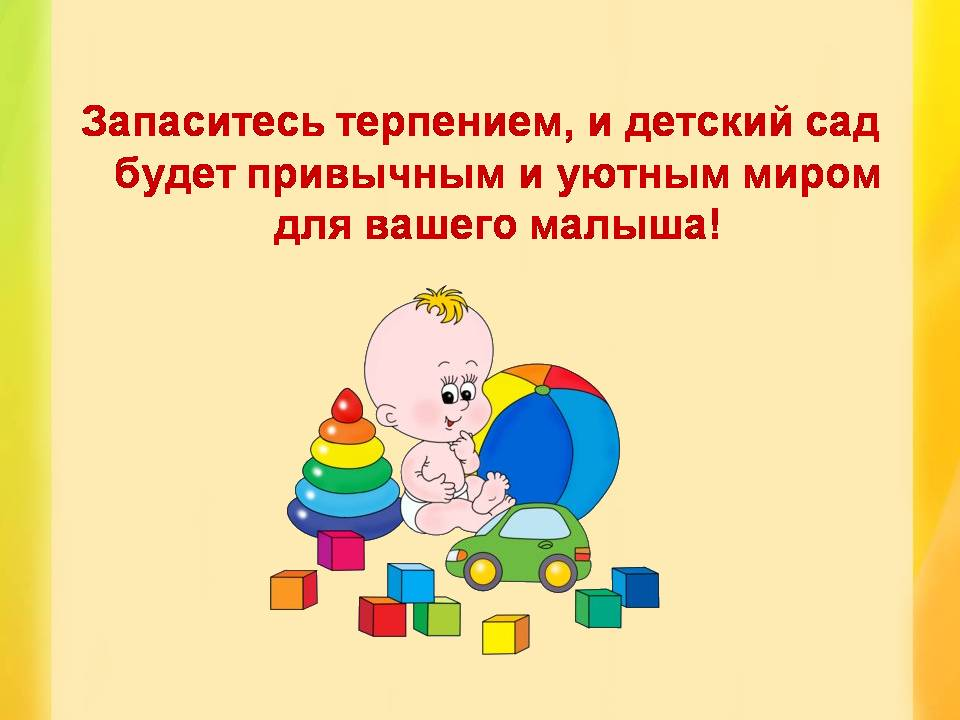 Запаситесь терпением, и детский сад
будет привычным и уютным миром
для вашего малыша!